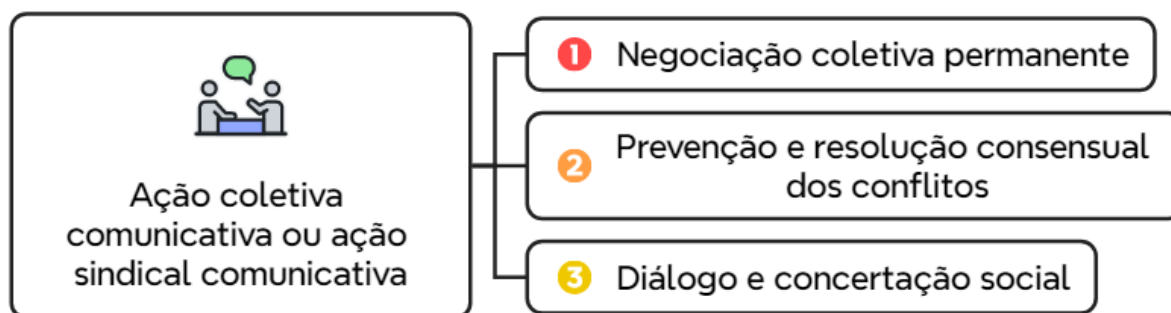 Ação coletiva
comunicativa ou ação
sindical comunicativa
1 Negociação coletiva permanente
2 Prevenção e resolução consensual
dos conflitos
3 Diálogo e concertação social